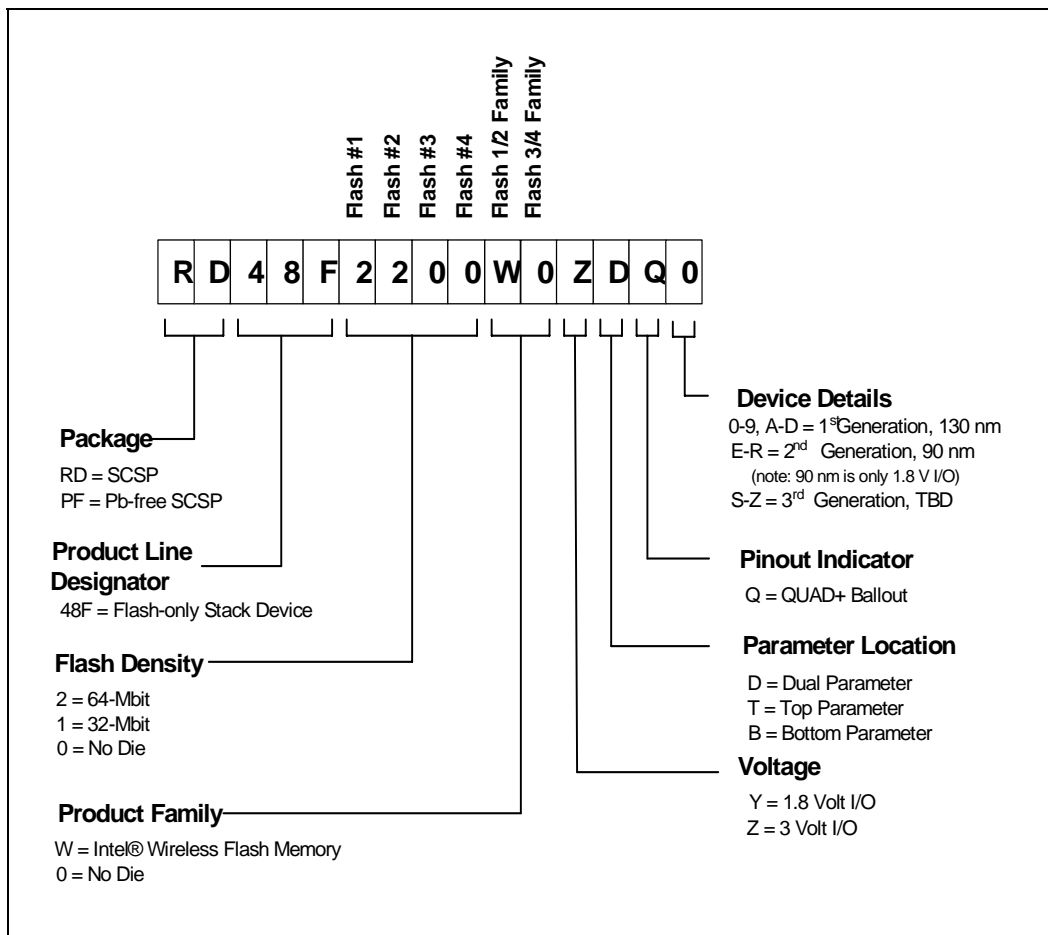 Flash #1
Flash #2
Flash #3
Flash #4
Flash 1/2 Family
Flash 3/4 Family
R D 4 8 F 2 2 0 0 W 0 Z D Q 0
Package
RD = SCSP
PF = Pb-free SCSP
Product Line
Designator
48F = Flash-only Stack Device
Flash Density
2 = 64-Mbit
1 = 32-Mbit
0 = No Die
Product Family
W = Intel® Wireless Flash Memory
0 = No Die
Device Details
0-9, A-D = 1st Generation, 130 nm
E-R = 2nd Generation, 90 nm
(note: 90 nm is only 1.8 V I/O)
S-Z = 3rd Generation, TBD
Pinout Indicator
Q = QUAD+ Ballout
Parameter Location
D = Dual Parameter
T = Top Parameter
B = Bottom Parameter
Voltage
Y = 1.8 Volt I/O
Z = 3 Volt I/O